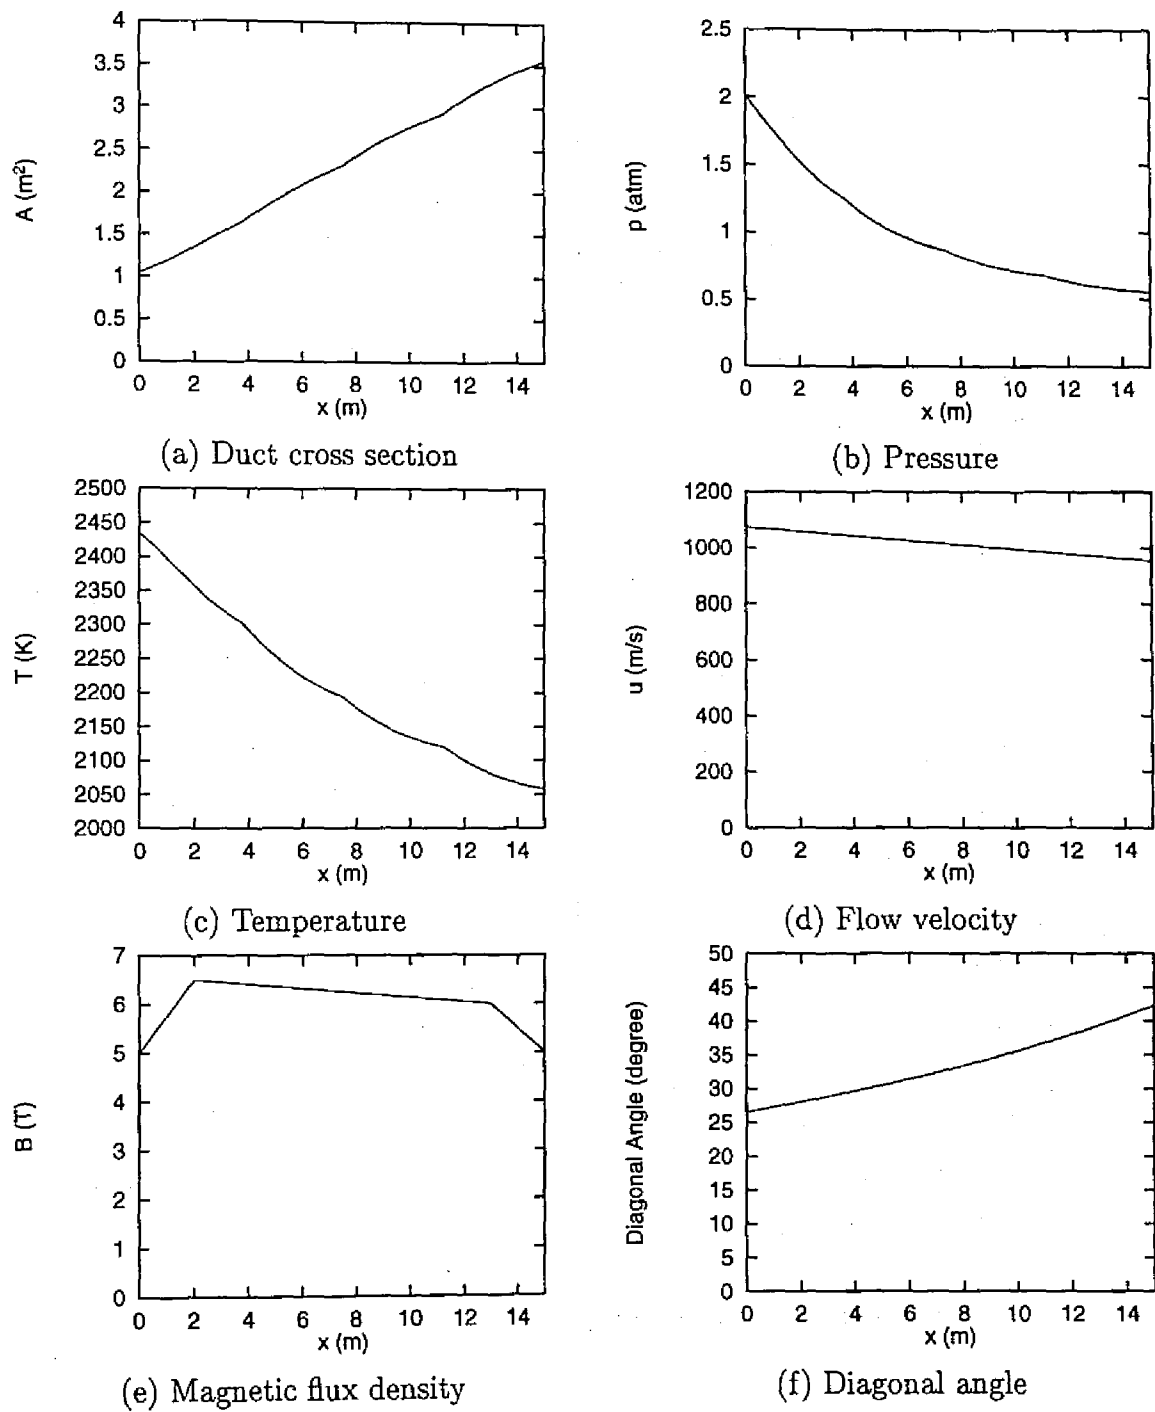 4
3.5
3
2.5
2
1.5
1
0.5
0
A (m²)
0 2 4 6 8 10 12 14
x (m)
(a) Duct cross section
2.5
2
1.5
1
0.5
0
p (atm)
0 2 4 6 8 10 12 14
x (m)
(b) Pressure
2500
2450
2400
2350
2300
2250
2200
2150
2100
2050
2000
T (K)
0 2 4 6 8 10 12 14
x (m)
(c) Temperature
1200
1000
800
600
400
200
0
u (m/s)
0 2 4 6 8 10 12 14
x (m)
(d) Flow velocity
7
6
5
4
3
2
1
0
B (T)
0 2 4 6 8 10 12 14
x (m)
(e) Magnetic flux density
50
45
40
35
30
25
20
15
10
5
0
Diagonal Angle (degree)
0 2 4 6 8 10 12 14
x (m)
(f) Diagonal angle